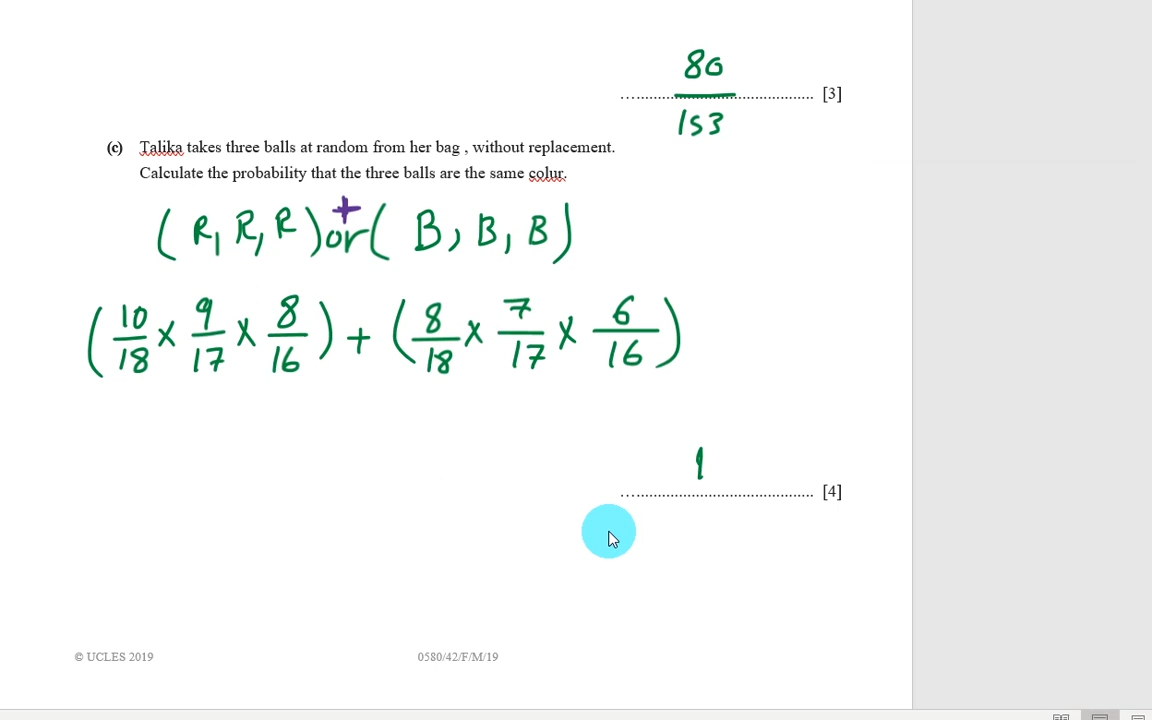 80
.............................................. [3]
153
(c) Talika takes three balls at random from her bag , without replacement.
Calculate the probability that the three balls are the same colur.
+
(R, R, R) or (B, B, B)
(10/18 × 9/17 × 8/16) + (8/18 × 7/17 × 6/16)
1
.............................................. [4]
© UCLES 2019 0580/42/F/M/19